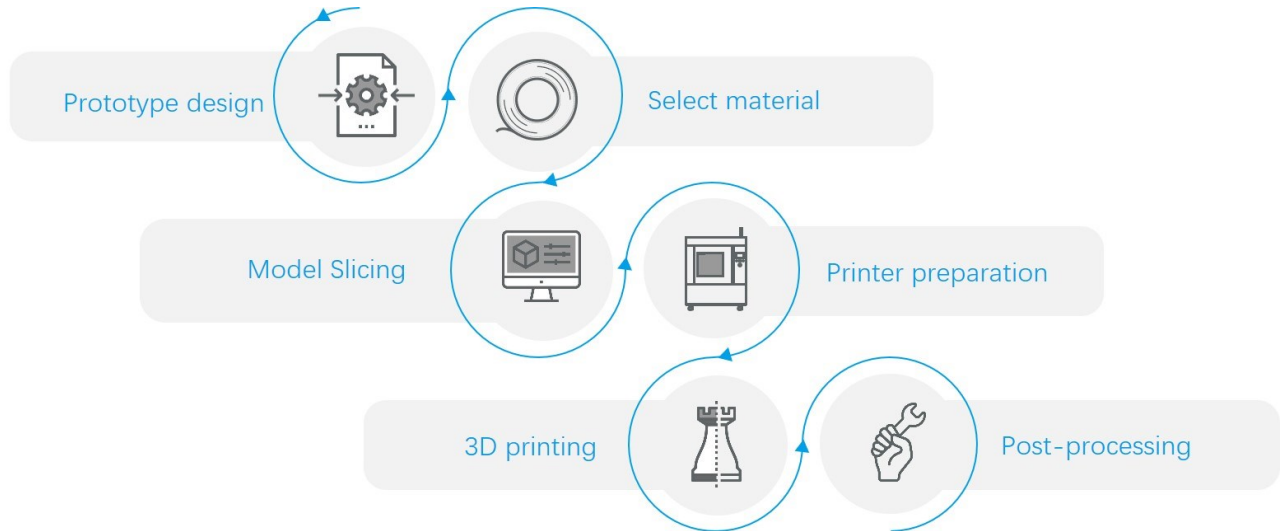 Prototype design
Select material
Model Slicing
Printer preparation
3D printing
Post-processing